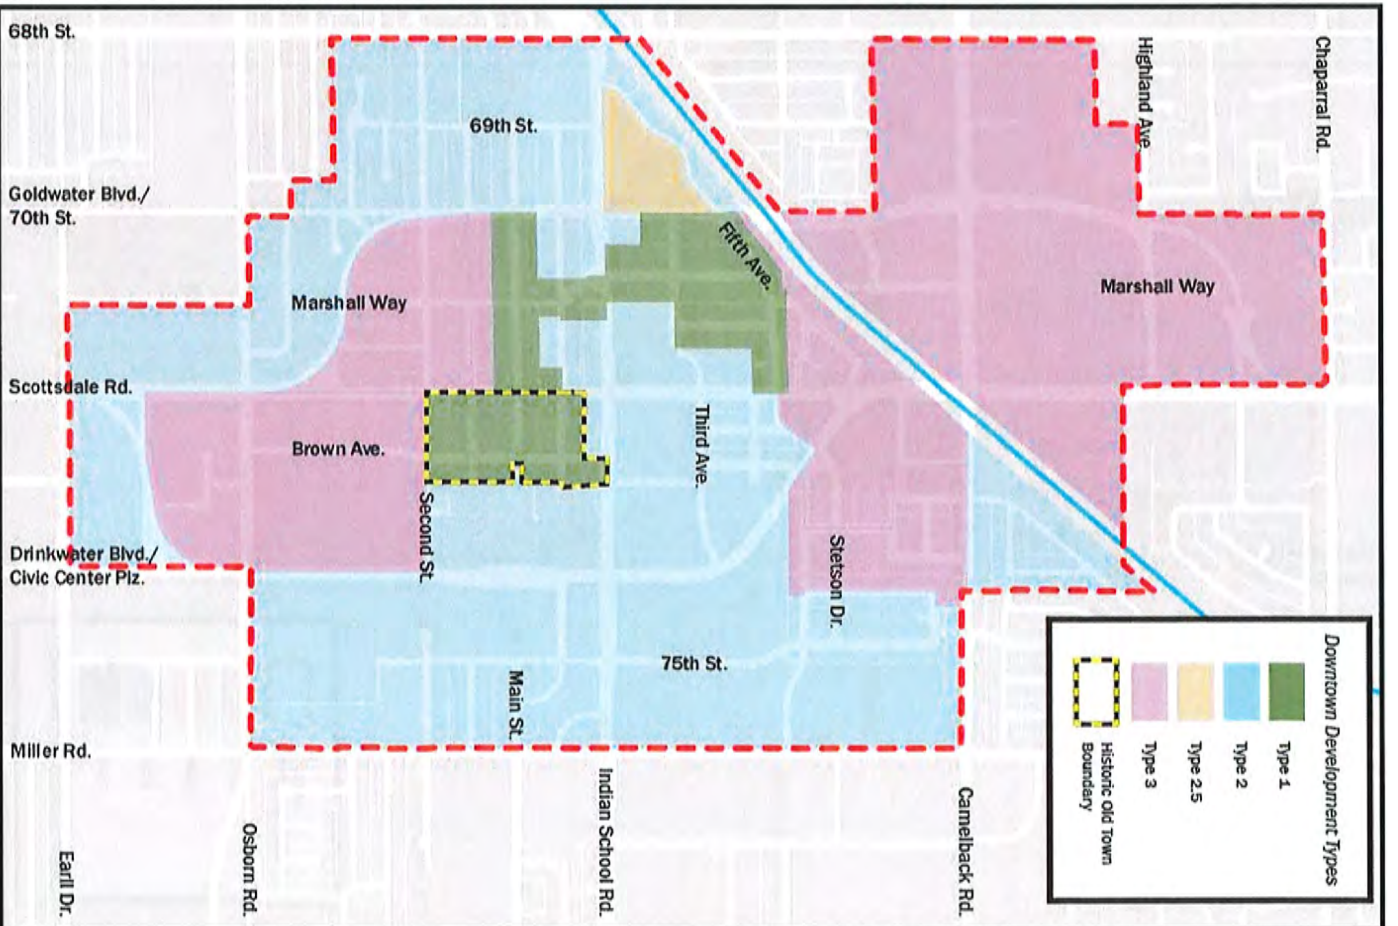 68th St.
69th St.
Highland Ave.
Chaparral Rd.
Goldwater Blvd./
70th St.
Fifth Ave.
Marshall Way
Marshall Way
Scottsdale Rd.
Third Ave.
Brown Ave.
Second St.
Stetson Dr.
Drinkwater Blvd./
Civic Center Plz.
75th St.
Main St.
Miller Rd.
Earll Dr.
Osborn Rd.
Indian School Rd.
Camelback Rd.
Downtown Development Types
Type 1
Type 2
Type 2.5
Type 3
Historic Old Town
Boundary